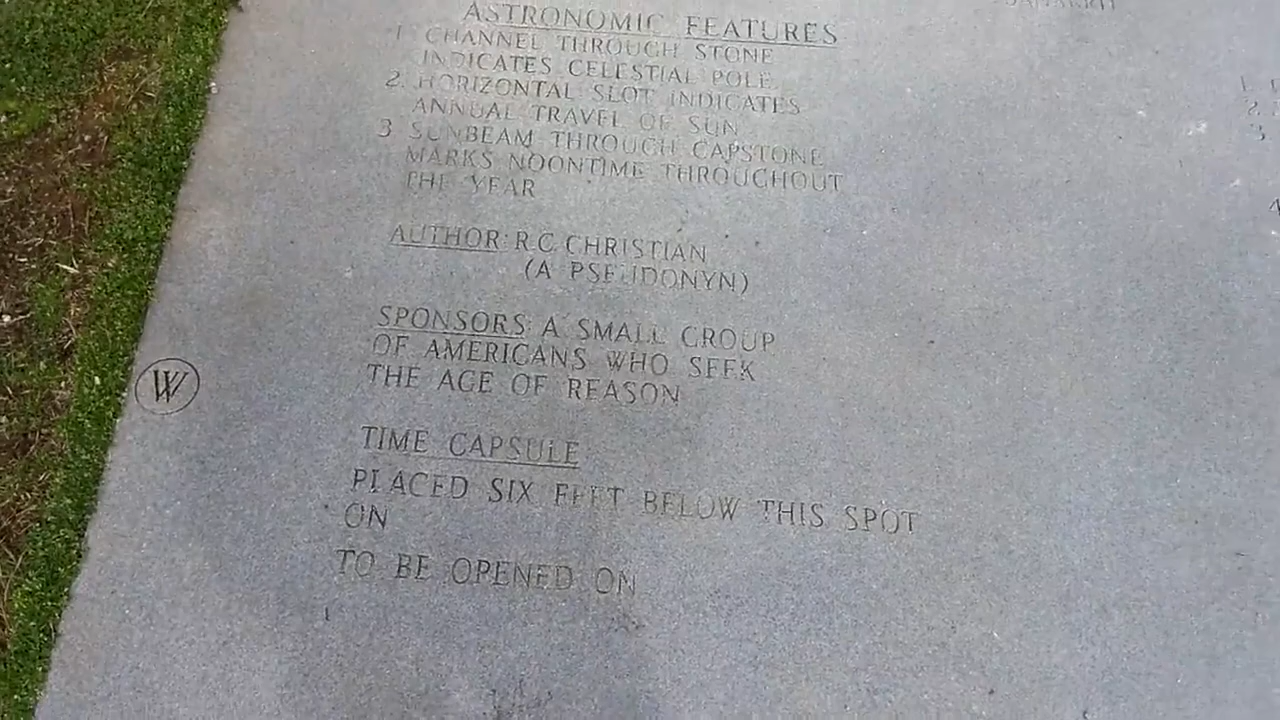 ASTRONOMIC FEATURES
1 CHANNEL THROUGH STONE
INDICATES CELESTIAL POLE
2. HORIZONTAL SLOT INDICATES
ANNUAL TRAVEL OF SUN
3 SUNBEAM THROUGH CAPSTONE
MARKS NOONTIME THROUGHOUT
THE YEAR
AUTHOR: R.C. CHRISTIAN
(A PSEUDONYN)
SPONSORS: A SMALL GROUP
OF AMERICANS WHO SEEK
THE AGE OF REASON
W
TIME CAPSULE
PLACED SIX FEET BELOW THIS SPOT
ON
TO BE OPENED ON